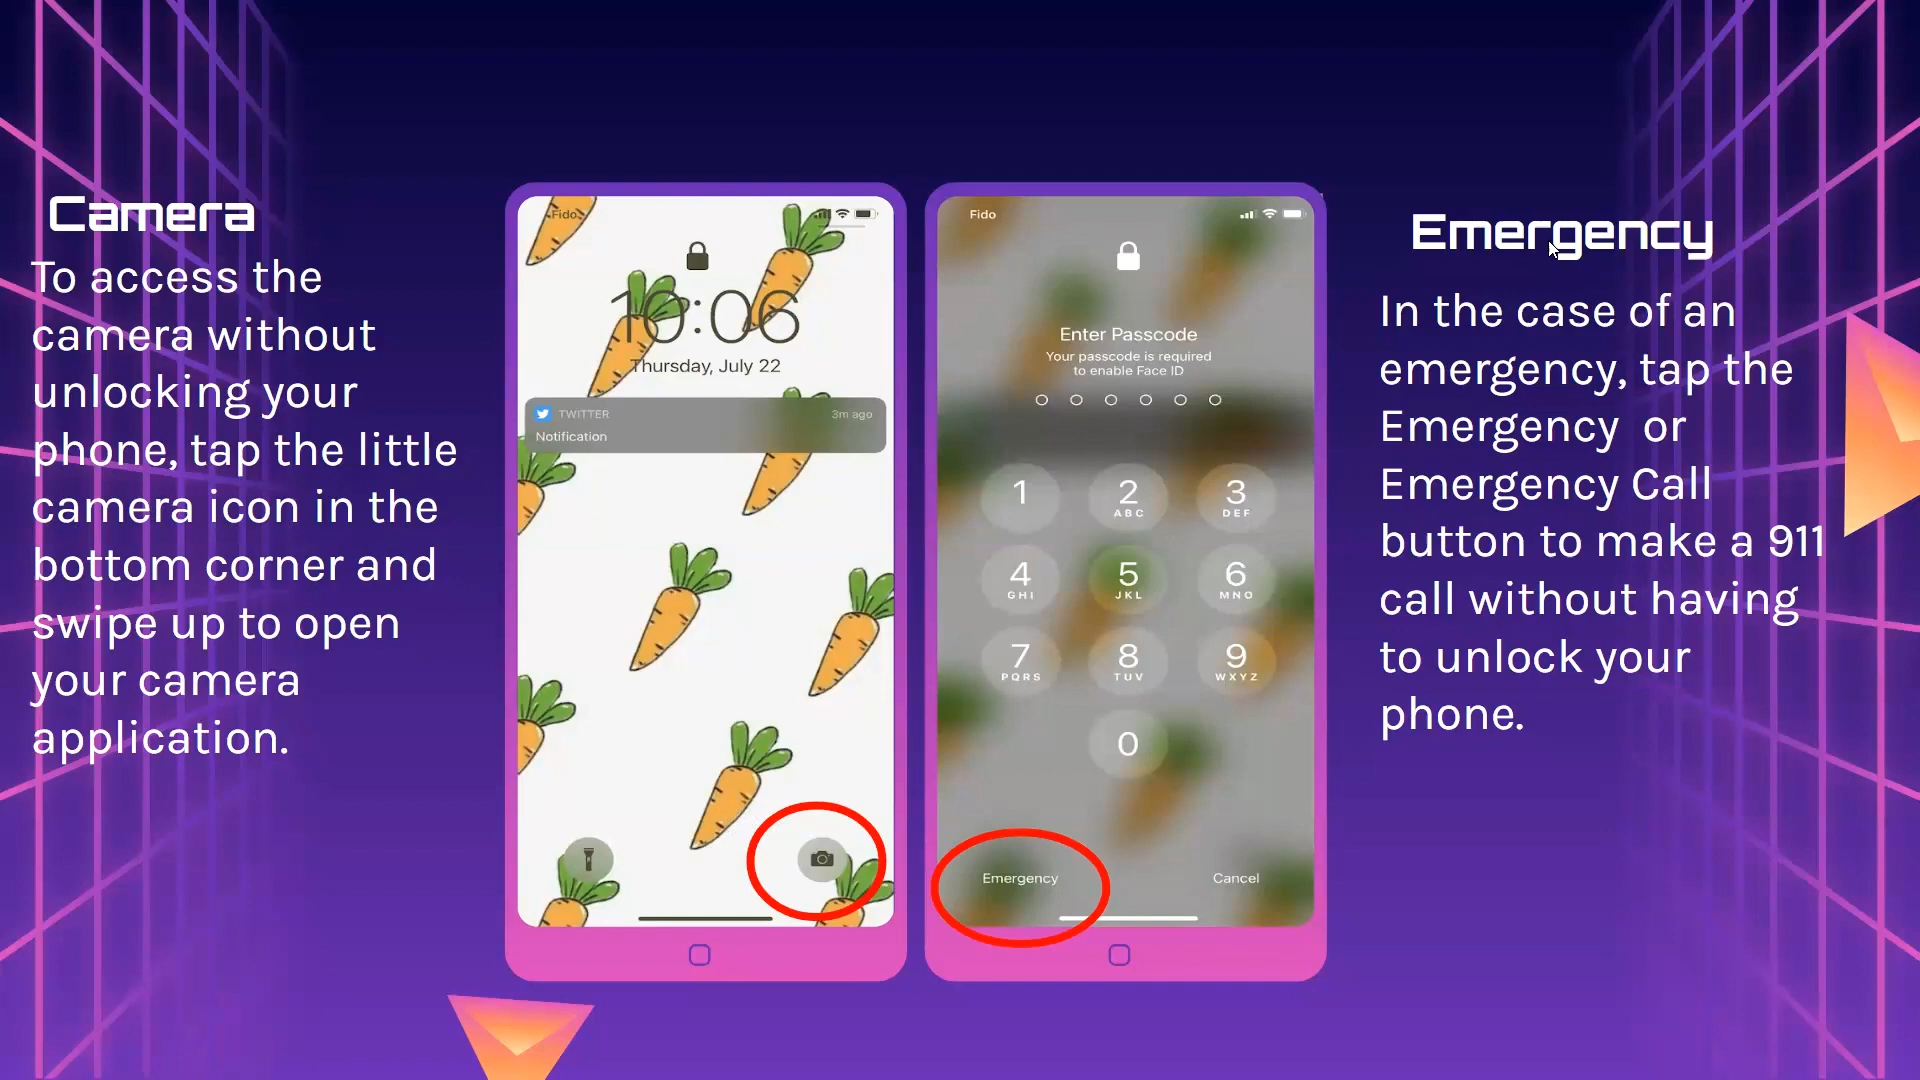 Camera
To access the
camera without
unlocking your
phone, tap the little
camera icon in the
bottom corner and
swipe up to open
your camera
application.
Fido
10:06
Thursday, July 22
TWITTER 3m ago
Notification
Fido
Enter Passcode
Your passcode is required
to enable Face ID
1 2 3
ABC DEF
4 5 6
GHI JKL MNO
7 8 9
PQRS TUV WXYZ
0
Emergency Cancel
Emergency
In the case of an
emergency, tap the
Emergency or
Emergency Call
button to make a 911
call without having
to unlock your
phone.